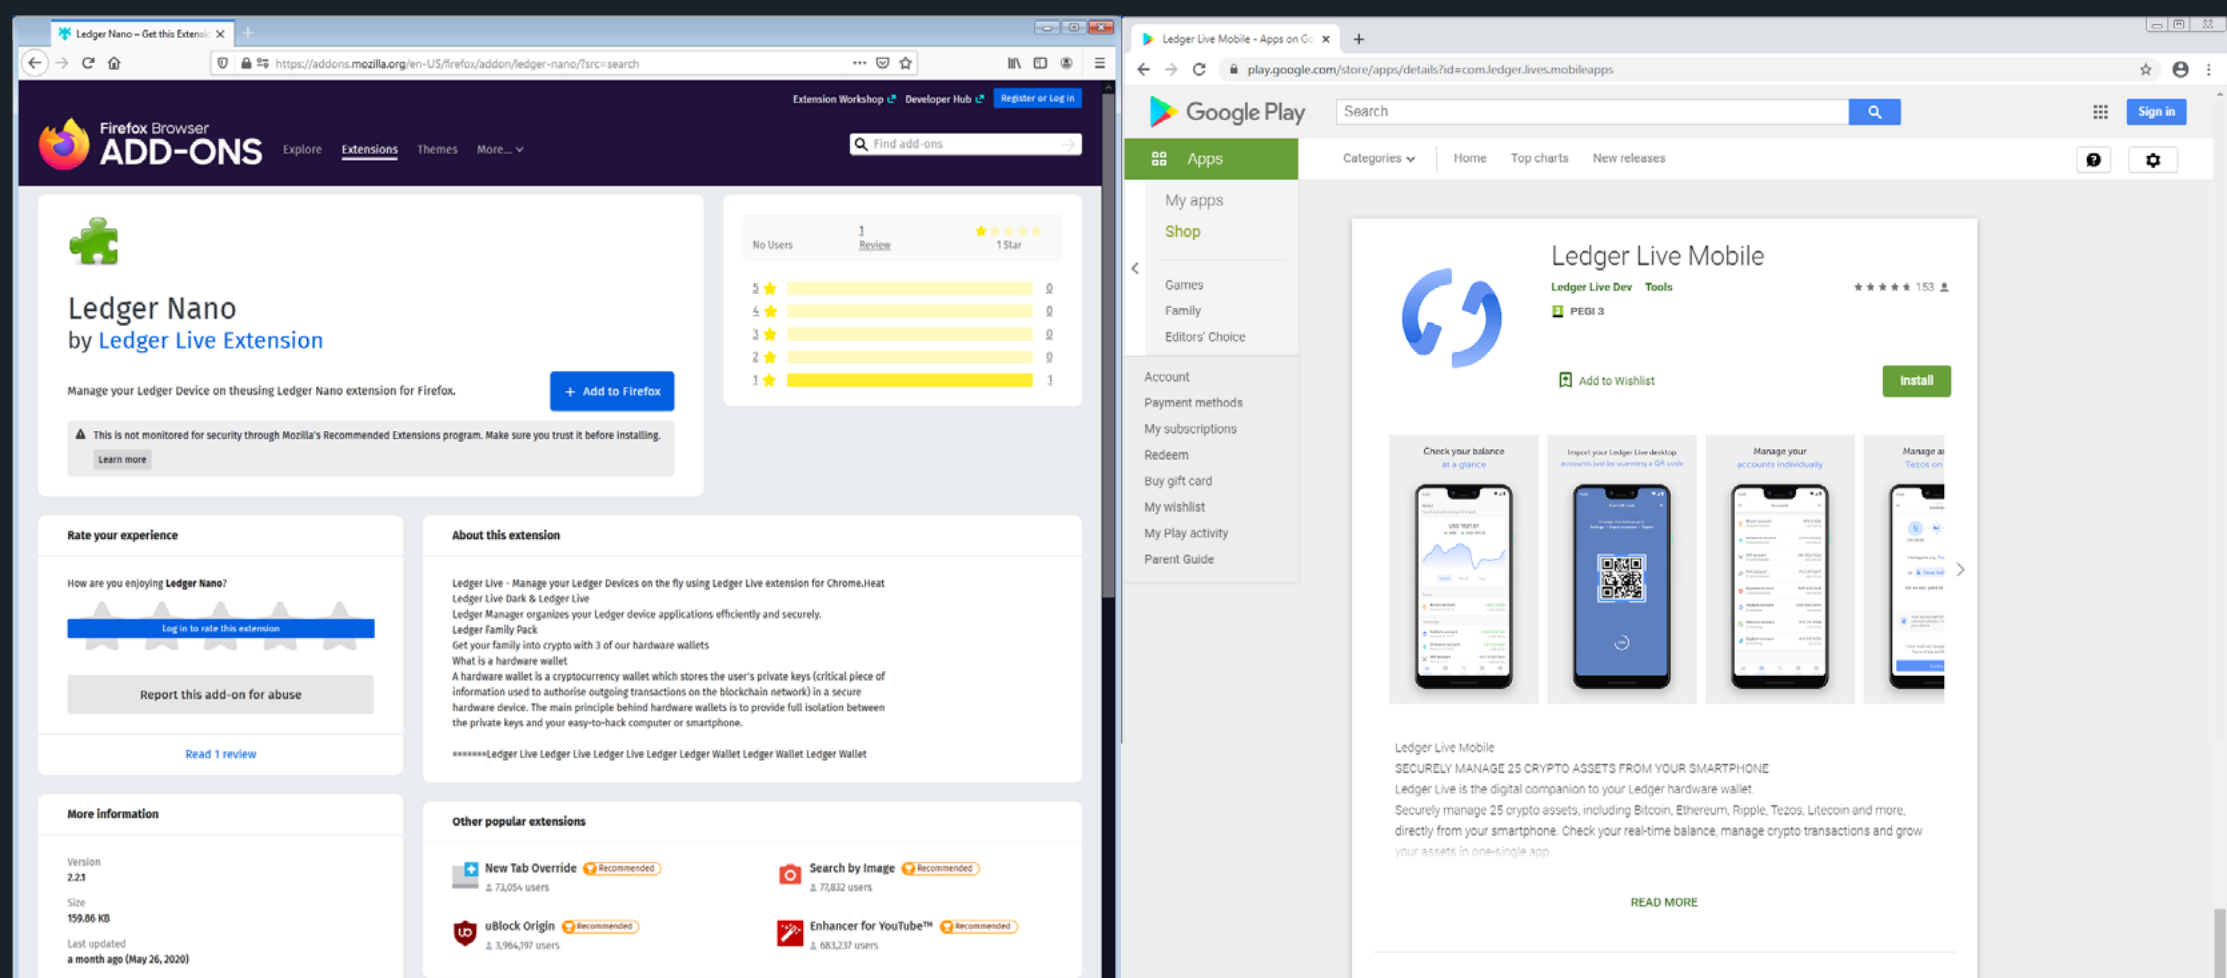 Ledger Nano – Get this Extensio
https://addons.mozilla.org/en-US/firefox/addon/ledger-nano/?src=search
Extension Workshop
Developer Hub
Register or Log in
Firefox Browser
ADD-ONS
Explore
Extensions
Themes
More...
Find add-ons
Ledger Nano
by Ledger Live Extension
Manage your Ledger Device on theusing Ledger Nano extension for Firefox.
+ Add to Firefox
This is not monitored for security through Mozilla's Recommended Extensions program. Make sure you trust it before installing.
Learn more
No Users
1
Review
1 Star
5 0
4 0
3 0
2 0
1 1
Rate your experience
How are you enjoying Ledger Nano?
Log in to rate this extension
Report this add-on for abuse
Read 1 review
More information
Version
2.2.1
Size
159.86 KB
Last updated
a month ago (May 26, 2020)
About this extension
Ledger Live - Manage your Ledger Devices on the fly using Ledger Live extension for Chrome.Heat
Ledger Live Dark & Ledger Live
Ledger Manager organizes your Ledger device applications efficiently and securely.
Ledger Family Pack
Get your family into crypto with 3 of our hardware wallets
What is a hardware wallet
A hardware wallet is a cryptocurrency wallet which stores the user's private keys (critical piece of
information used to authorise outgoing transactions on the blockchain network) in a secure
hardware device. The main principle behind hardware wallets is to provide full isolation between
the private keys and your easy-to-hack computer or smartphone.
=======Ledger Live Ledger Live Ledger Live Ledger Ledger Wallet Ledger Wallet Ledger Wallet
Other popular extensions
New Tab Override
Recommended
73,054 users
Search by Image
Recommended
77,832 users
uBlock Origin
Recommended
3,964,197 users
Enhancer for YouTube™
Recommended
683,237 users
Ledger Live Mobile - Apps on Go
play.google.com/store/apps/details?id=com.ledger.lives.mobileapps
Google Play
Search
Sign in
Apps
Categories
Home
Top charts
New releases
My apps
Shop
Games
Family
Editors' Choice
Account
Payment methods
My subscriptions
Redeem
Buy gift card
My wishlist
My Play activity
Parent Guide
Ledger Live Mobile
Ledger Live Dev
Tools
153
PEGI 3
Add to Wishlist
Install
Check your balance
at a glance
Import your Ledger Live desktop
accounts just by scanning a QR code
Manage your
accounts individually
Manage a
Tezos on
Ledger Live Mobile
SECURELY MANAGE 25 CRYPTO ASSETS FROM YOUR SMARTPHONE
Ledger Live is the digital companion to your Ledger hardware wallet.
Securely manage 25 crypto assets, including Bitcoin, Ethereum, Ripple, Tezos, Litecoin and more,
directly from your smartphone. Check your real-time balance, manage crypto transactions and grow
your assets in one-single app.
READ MORE